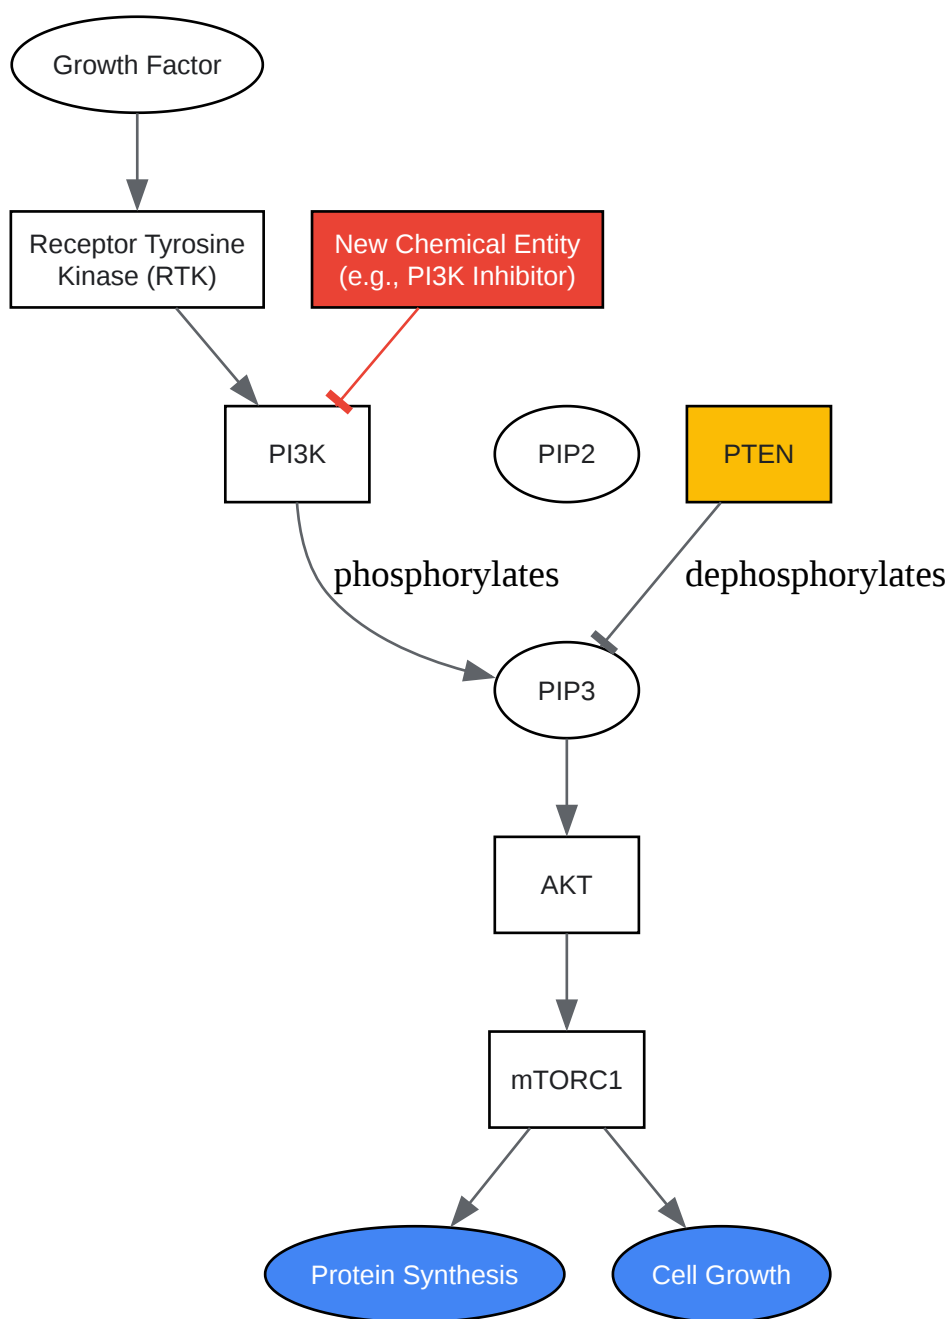 Growth Factor
Receptor Tyrosine
Kinase (RTK)
New Chemical Entity
(e.g., PI3K Inhibitor)
PI3K
PIP2
PTEN
phosphorylates
dephosphorylates
PIP3
AKT
mTORC1
Protein Synthesis
Cell Growth